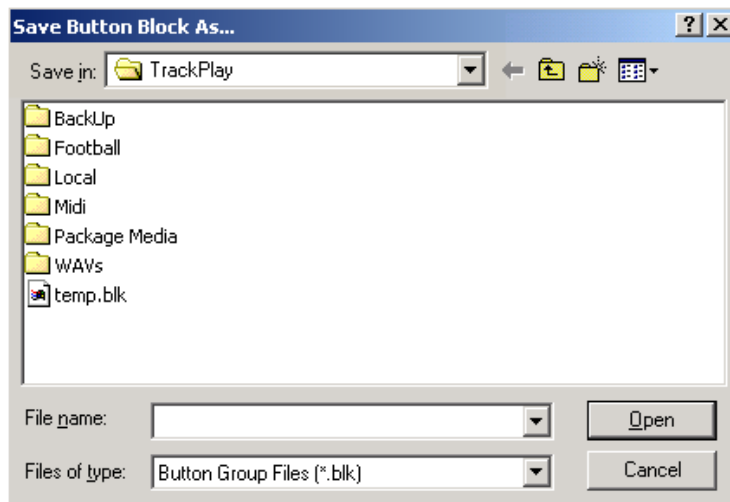 Save Button Block As...
Save in: TrackPlay
BackUp
Football
Local
Midi
Package Media
WAVs
temp.blk
File name: Open
Files of type: Button Group Files (*.blk) Cancel